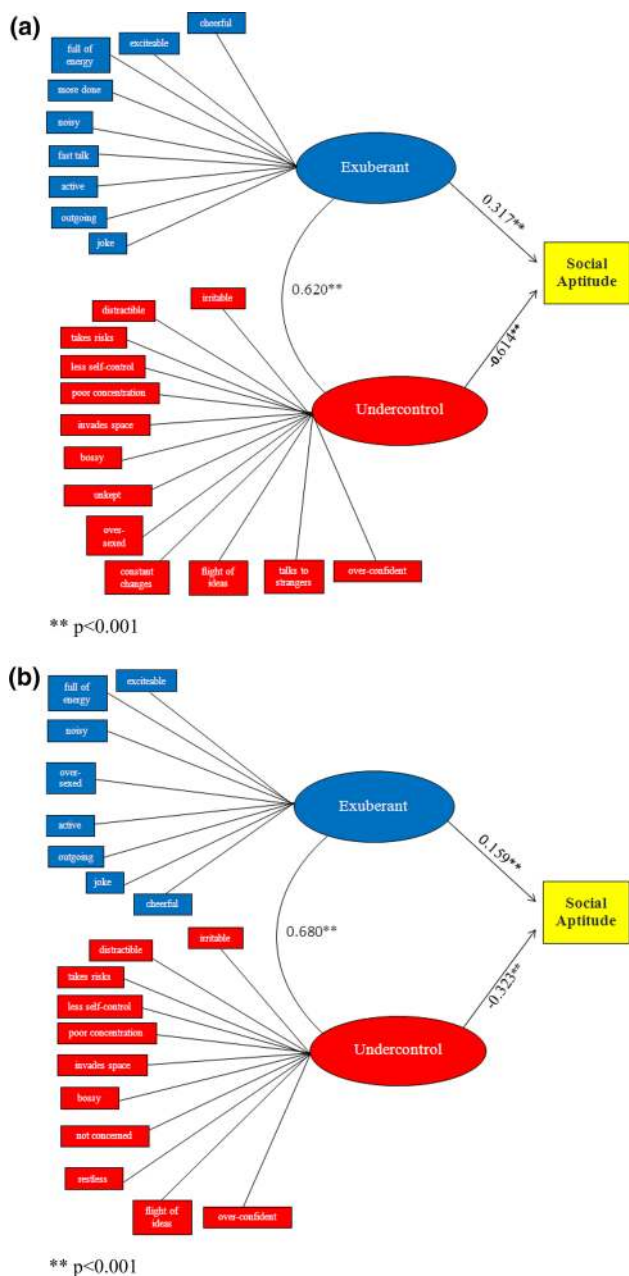 (a)
cheerful
exciteable
full of
energy
more done
noisy
fast talk
active
outgoing
joke
Exuberant
0.317**
Social
Aptitude
0.620**
-0.614**
irritable
distractible
takes risks
less self-control
poor concentration
invades space
bossy
unkept
over-
sexed
constant
changes
flight of
ideas
talks to
strangers
over-confident
Undercontrol
** p<0.001
(b)
exciteable
full of
energy
noisy
over-
sexed
active
outgoing
joke
cheerful
Exuberant
0.159**
Social
Aptitude
0.680**
-0.323**
irritable
distractible
takes risks
less self-control
poor concentration
invades space
bossy
not concerned
restless
flight of
ideas
over-confident
Undercontrol
** p<0.001